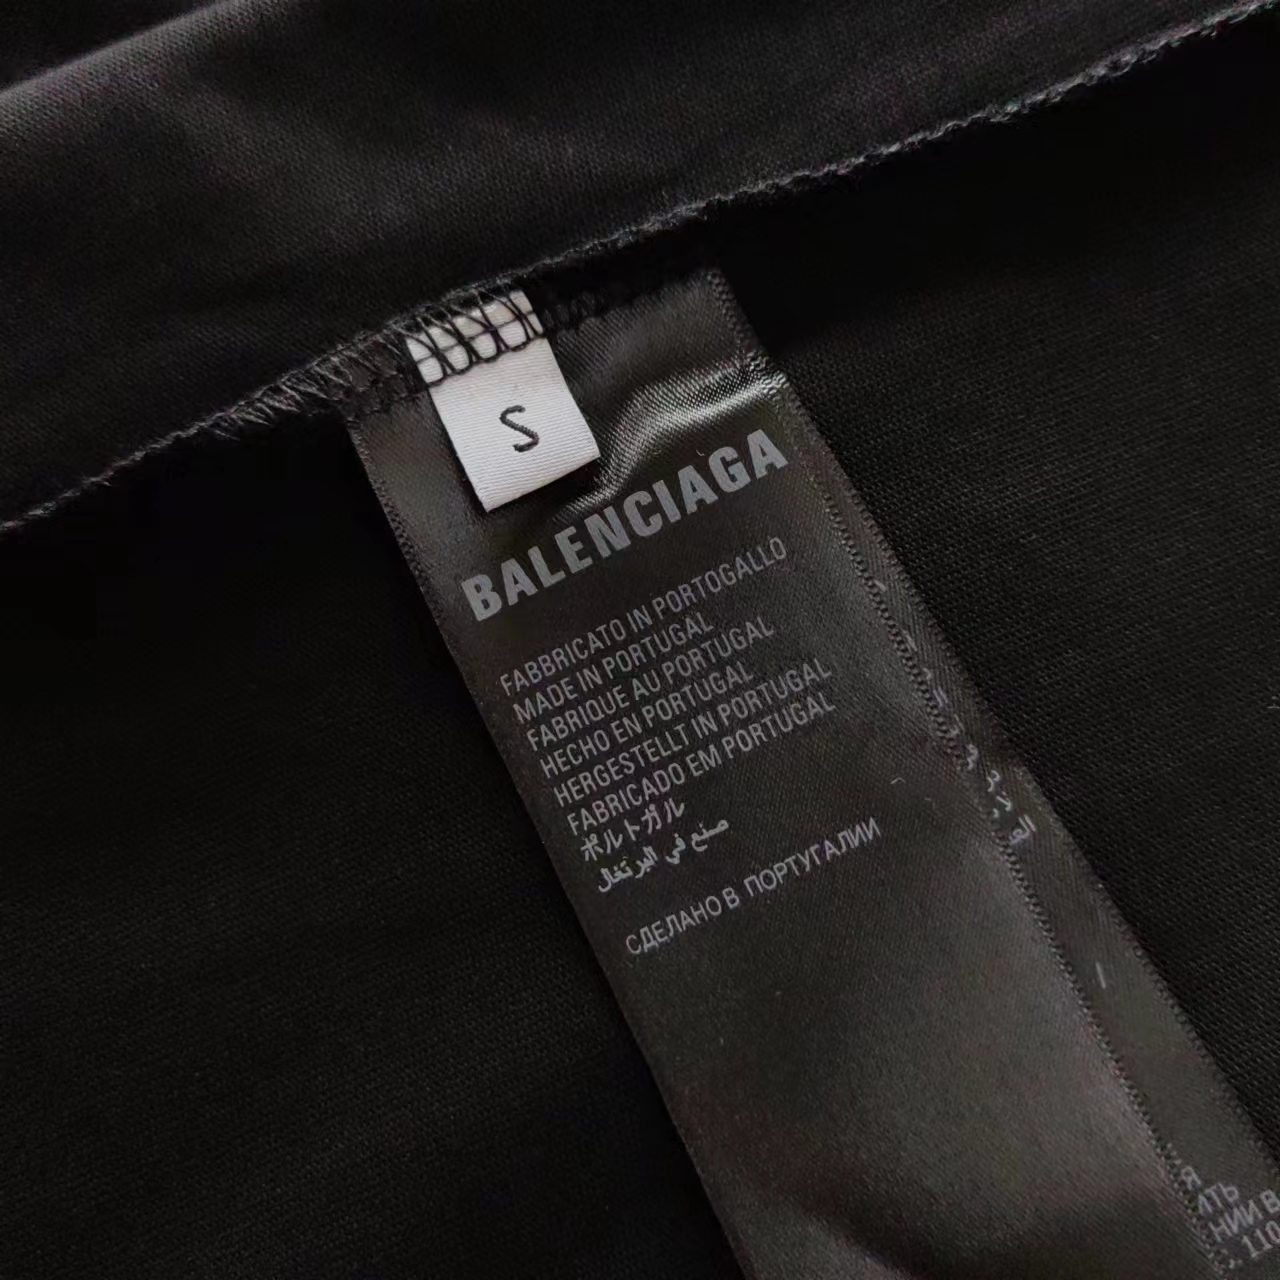 S
BALENCIAGA
FABBRICATO IN PORTOGALLO
MADE IN PORTUGAL
FABRIQUE AU PORTUGAL
HECHO EN PORTUGAL
HERGESTELLT IN PORTUGAL
FABRICADO EM PORTUGAL
ポルトガル
صنع في البرتغال
СДЕЛАНО В ПОРТУГАЛИИ
110